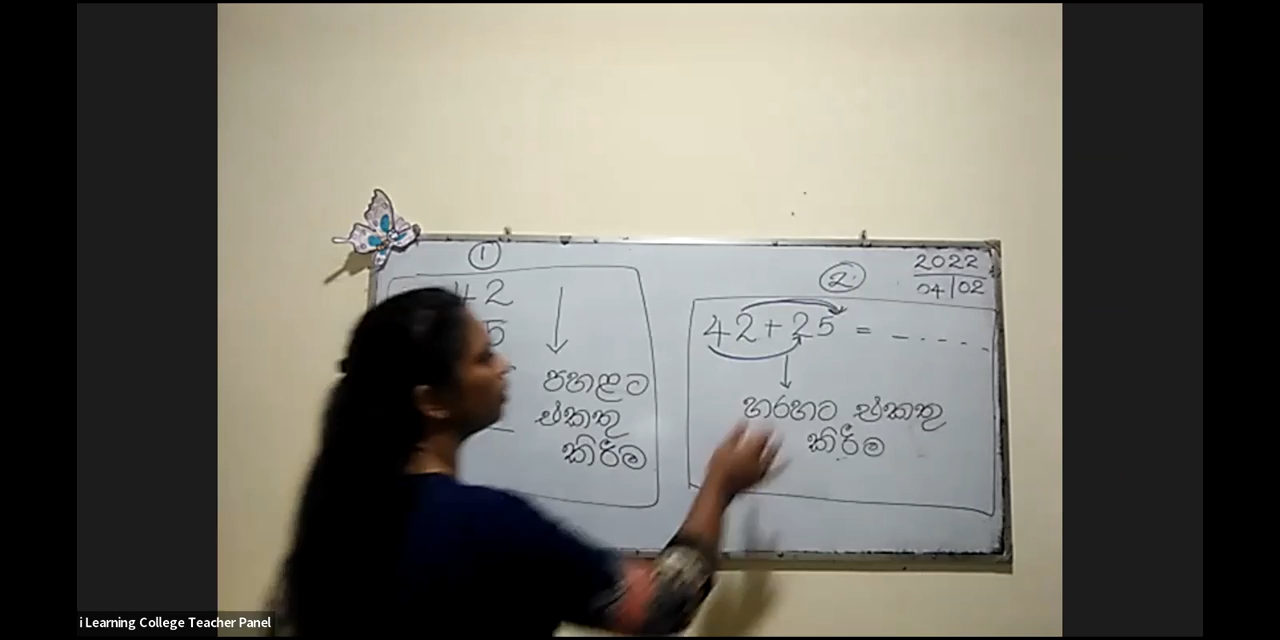 ①
42
5
පහළට
එකතු
කිරීම
②
2022
04/02
42 + 25 = - - - - -
හරහට එකතු
කිරීම
i Learning College Teacher Panel